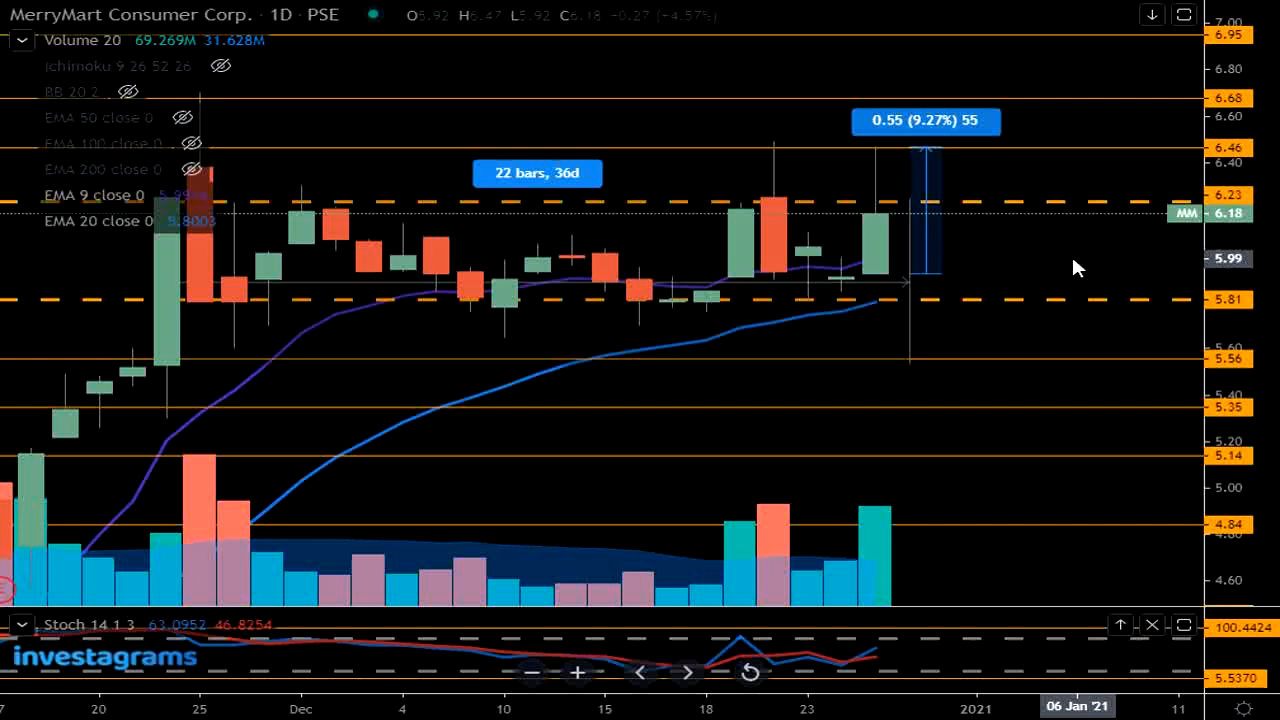 MerryMart Consumer Corp. · 1D · PSE O5.92 H6.47 L5.92 C6.18 +0.27 (+4.57%)
Volume 20 69.269M 31.628M
Ichimoku 9 26 52 26
BB 20 2
EMA 50 close 0
EMA 100 close 0
EMA 200 close 0
EMA 9 close 0
EMA 20 close 0 5.8003
22 bars, 36d
0.55 (9.27%) 55
7.00
6.95
6.80
6.68
6.60
6.46
6.40
6.23
MM 6.18
5.99
5.81
5.60
5.56
5.40
5.35
5.20
5.14
5.00
4.84
4.80
4.60
Stoch 14 1 3 63.0952 46.8254
100.4424
investagrams
5.5370
20 25 Dec 4 10 15 18 23 2021 06 Jan '21 11